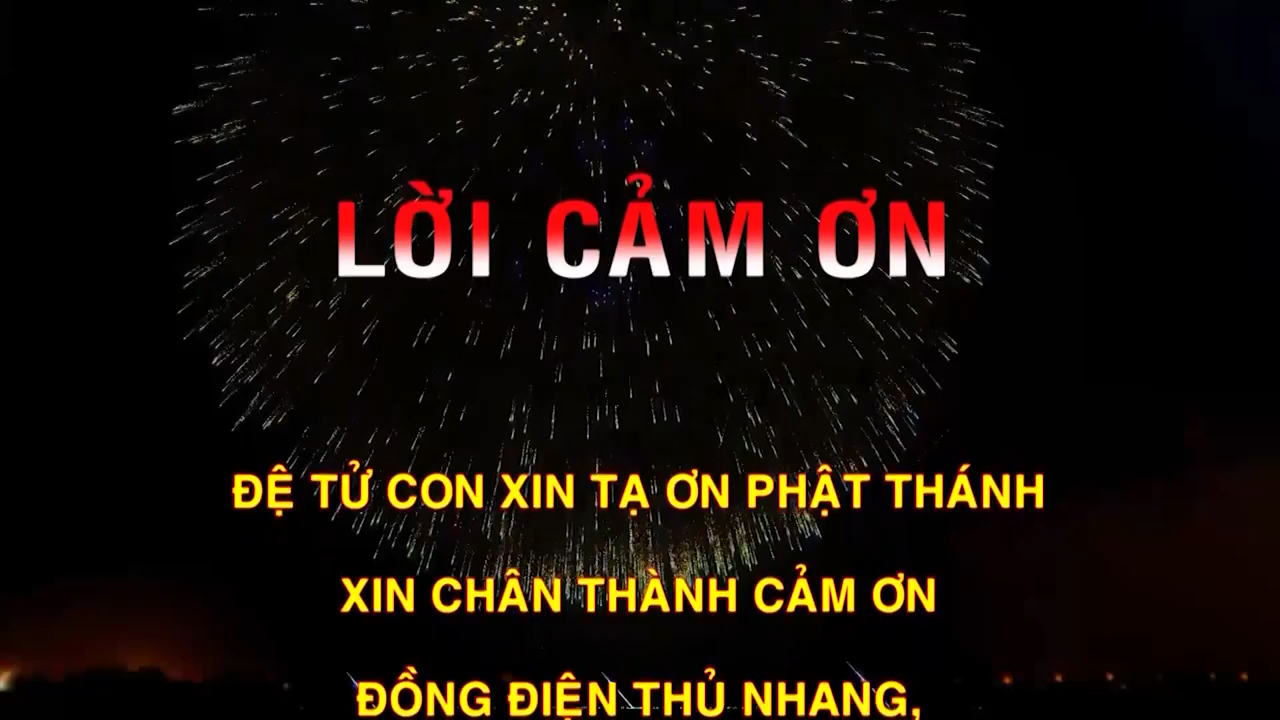 LỜI CẢM ƠN
ĐỆ TỬ CON XIN TẠ ƠN PHẬT THÁNH
XIN CHÂN THÀNH CẢM ƠN
ĐỒNG ĐIỆN THỦ NHANG,